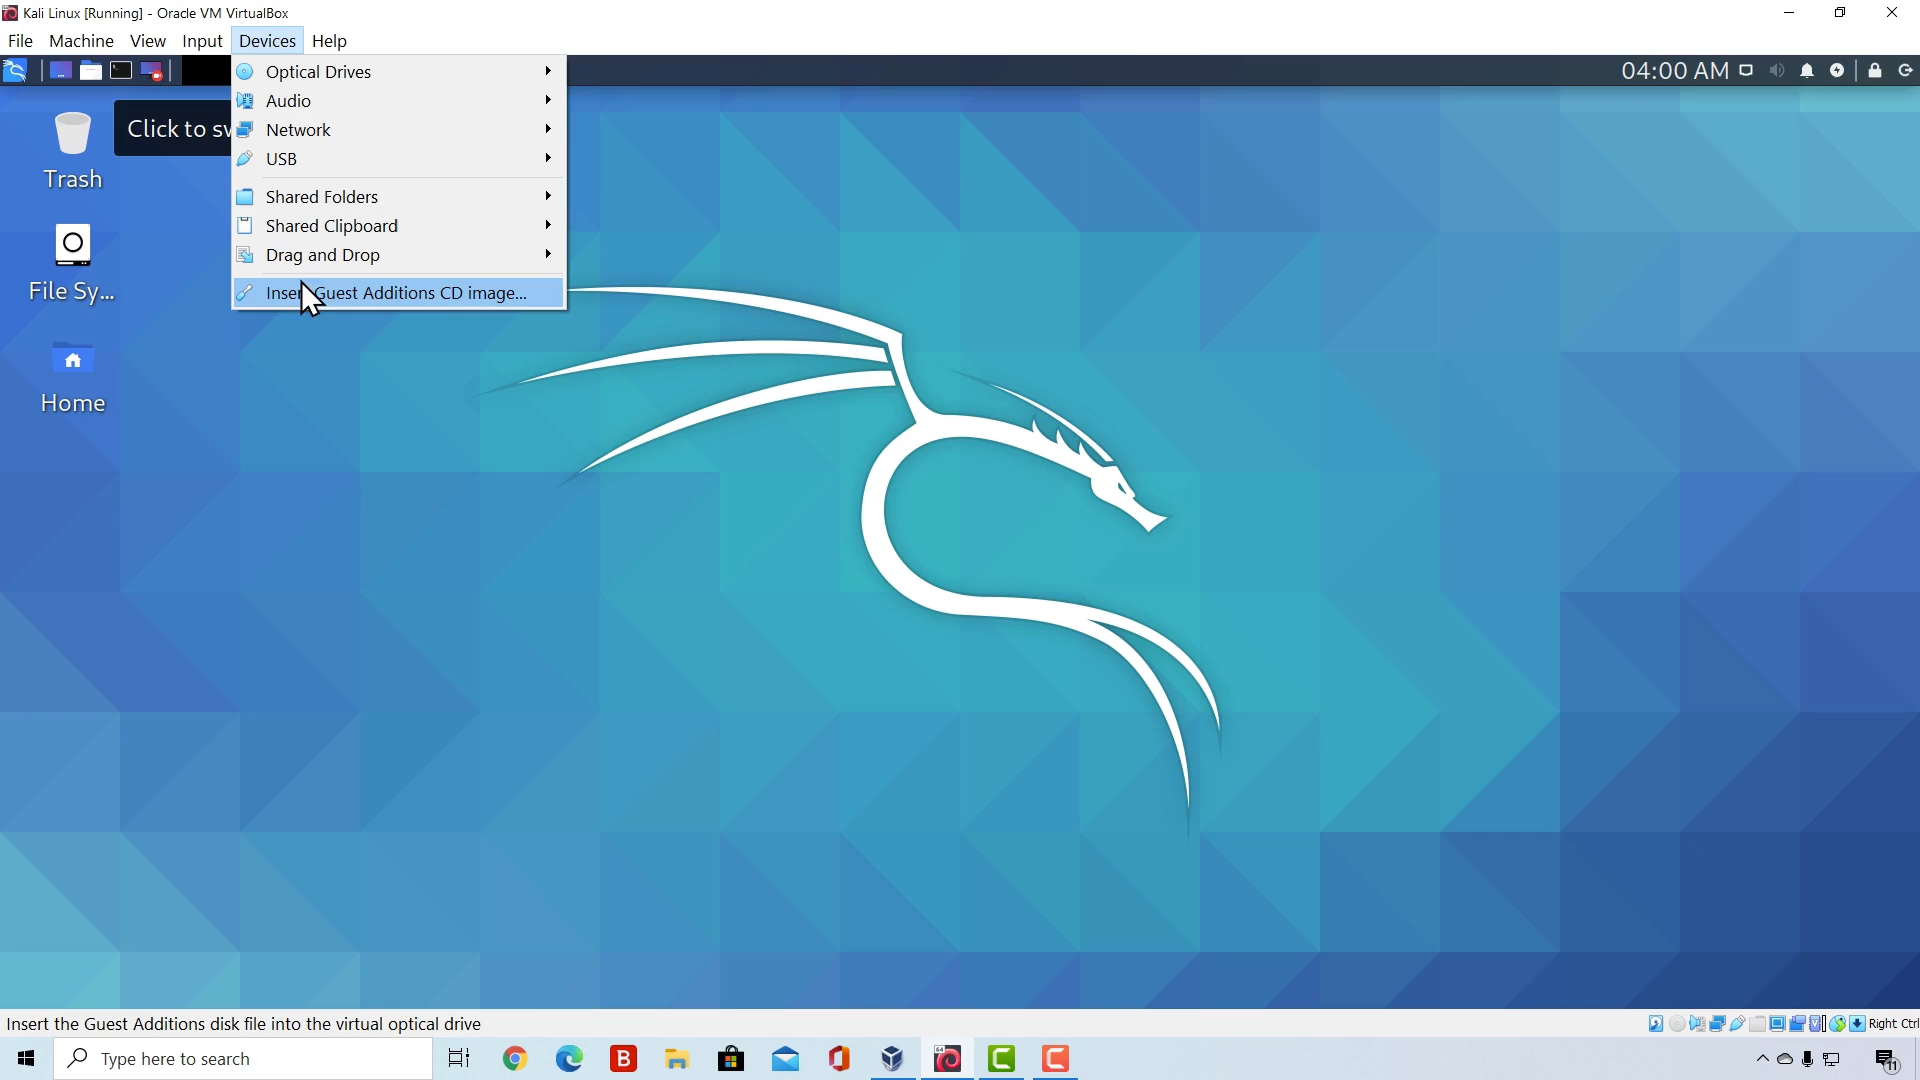 Kali Linux [Running] - Oracle VM VirtualBox
File Machine View Input Devices Help
04:00 AM
Optical Drives
Audio
Network
USB
Shared Folders
Shared Clipboard
Drag and Drop
Guest Additions CD image...
Click to
Trash
File Sy...
Home
Insert the Guest Additions disk file into the virtual optical drive
Right Ctrl
Type here to search
B
64
11